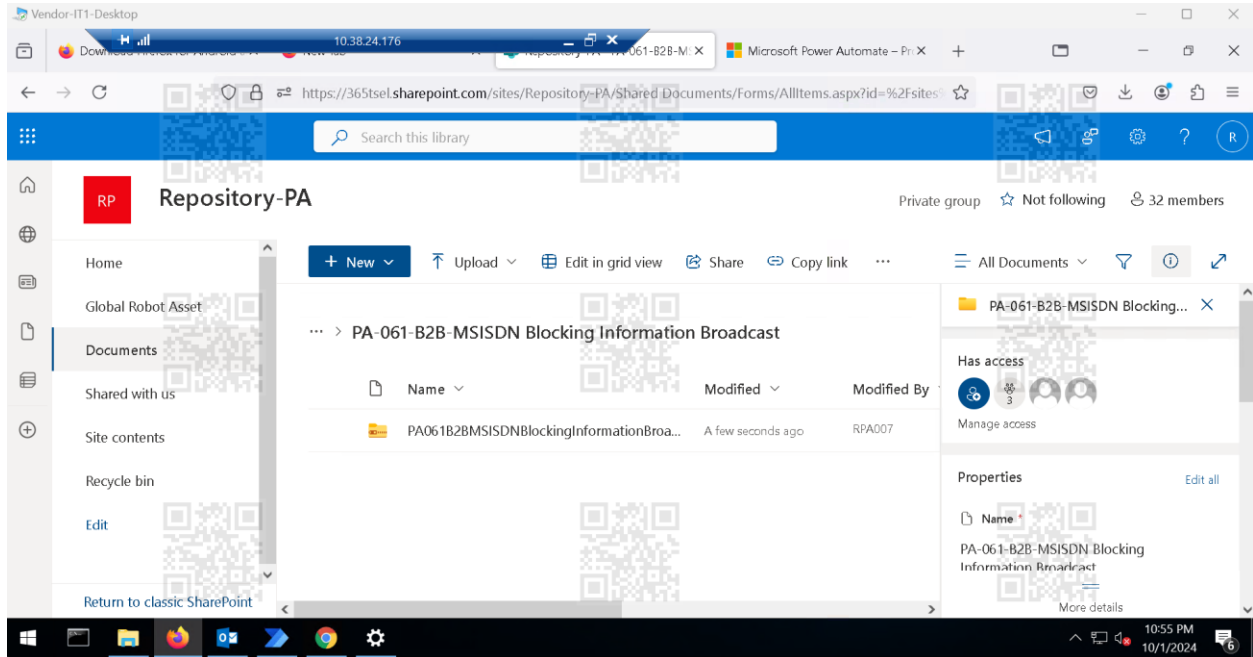 Vendor-IT1-Desktop
10.38.24.176
Microsoft Power Automate – Pr
https://365tsel.sharepoint.com/sites/Repository-PA/Shared Documents/Forms/AllItems.aspx?id=%2Fsites
Search this library
R
RP
Repository-PA
Private group
Not following
32 members
Home
Global Robot Asset
Documents
Shared with us
Site contents
Recycle bin
Edit
Return to classic SharePoint
+ New
Upload
Edit in grid view
Share
Copy link
···
All Documents
··· > PA-061-B2B-MSISDN Blocking Information Broadcast
Name
Modified
Modified By
PA061B2BMSISDNBlockingInformationBroa...
A few seconds ago
RPA007
PA-061-B2B-MSISDN Blocking...
Has access
3
Manage access
Properties
Edit all
Name *
PA-061-B2B-MSISDN Blocking
Information Broadcast
More details
10:55 PM
10/1/2024
6